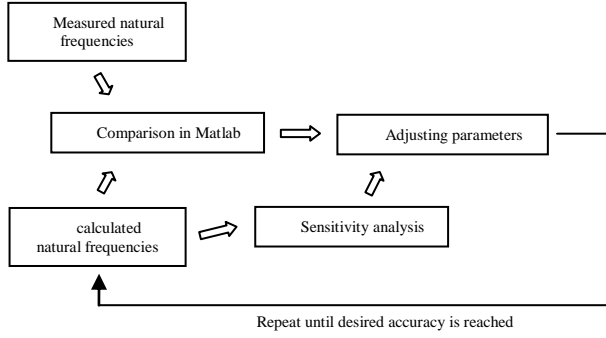 Measured natural
frequencies
Comparison in Matlab
Adjusting parameters
calculated
natural frequencies
Sensitivity analysis
Repeat until desired accuracy is reached